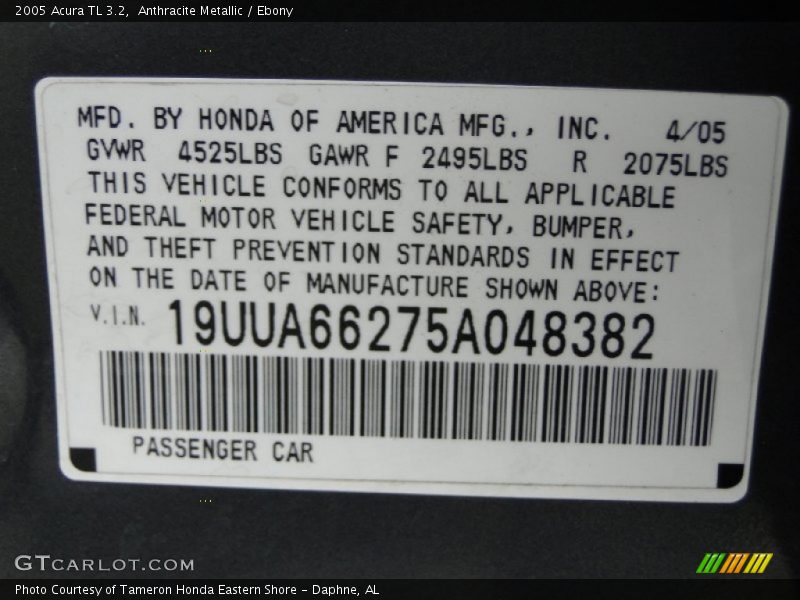 2005 Acura TL 3.2,  Anthracite Metallic / Ebony
MFD. BY HONDA OF AMERICA MFG., INC. 4/05
GVWR 4525LBS GAWR F 2495LBS R 2075LBS
THIS VEHICLE CONFORMS TO ALL APPLICABLE
FEDERAL MOTOR VEHICLE SAFETY, BUMPER,
AND THEFT PREVENTION STANDARDS IN EFFECT
ON THE DATE OF MANUFACTURE SHOWN ABOVE:
V.I.N. 19UUA66275A048382
PASSENGER CAR
GTCARLOT.COM
Photo Courtesy of Tameron Honda Eastern Shore – Daphne, AL